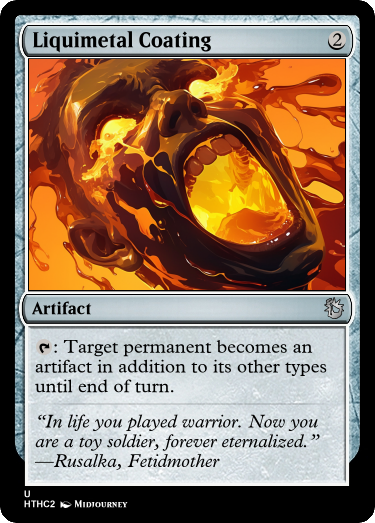 Liquimetal Coating 2
Artifact
: Target permanent becomes an
artifact in addition to its other types
until end of turn.
“In life you played warrior. Now you
are a toy soldier, forever eternalized.”
—Rusalka, Fetidmother
U
HTHC2 Midjourney